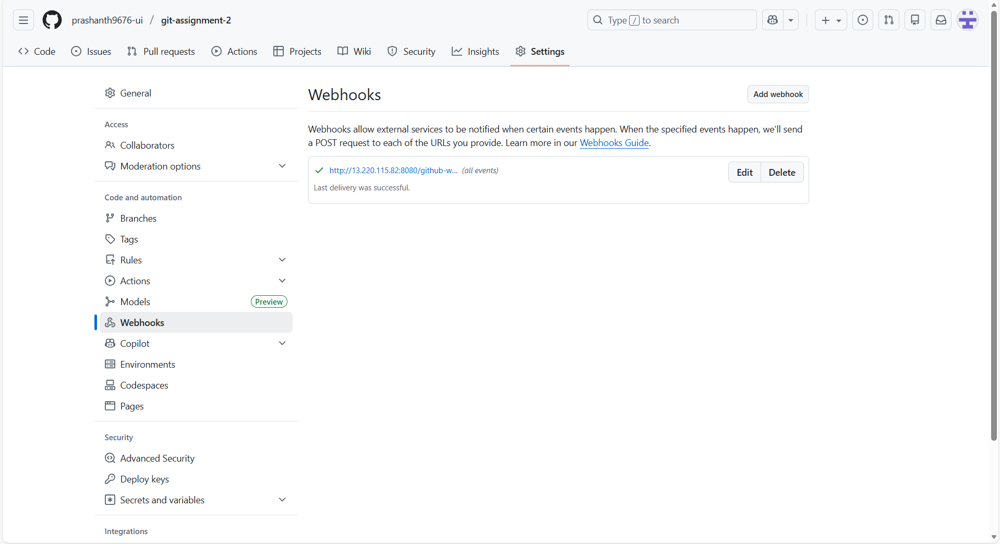 prashanth9676-ui / git-assignment-2
Type / to search
Code Issues Pull requests Actions Projects Wiki Security Insights Settings
General
Access
Collaborators
Moderation options
Code and automation
Branches
Tags
Rules
Actions
Models Preview
Webhooks
Copilot
Environments
Codespaces
Pages
Security
Advanced Security
Deploy keys
Secrets and variables
Integrations
Webhooks
Add webhook
Webhooks allow external services to be notified when certain events happen. When the specified events happen, we'll send
a POST request to each of the URLs you provide. Learn more in our Webhooks Guide.
http://13.220.115.82:8080/github-w... (all events)
Edit Delete
Last delivery was successful.